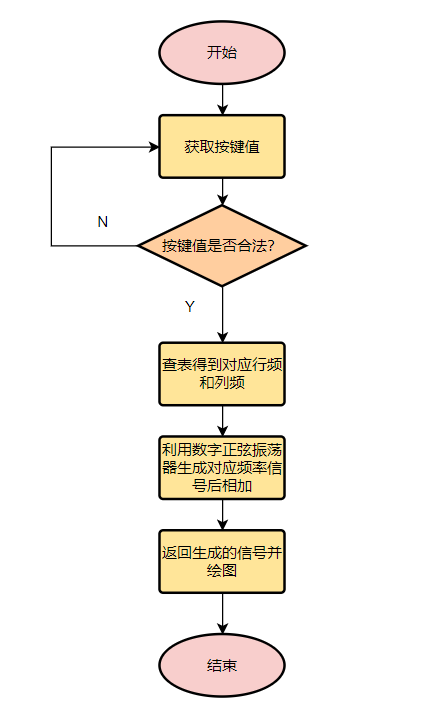 开始
获取按键值
N
按键值是否合法？
Y
查表得到对应行频
和列频
利用数字正弦振荡
器生成对应频率信
号后相加
返回生成的信号并
绘图
结束